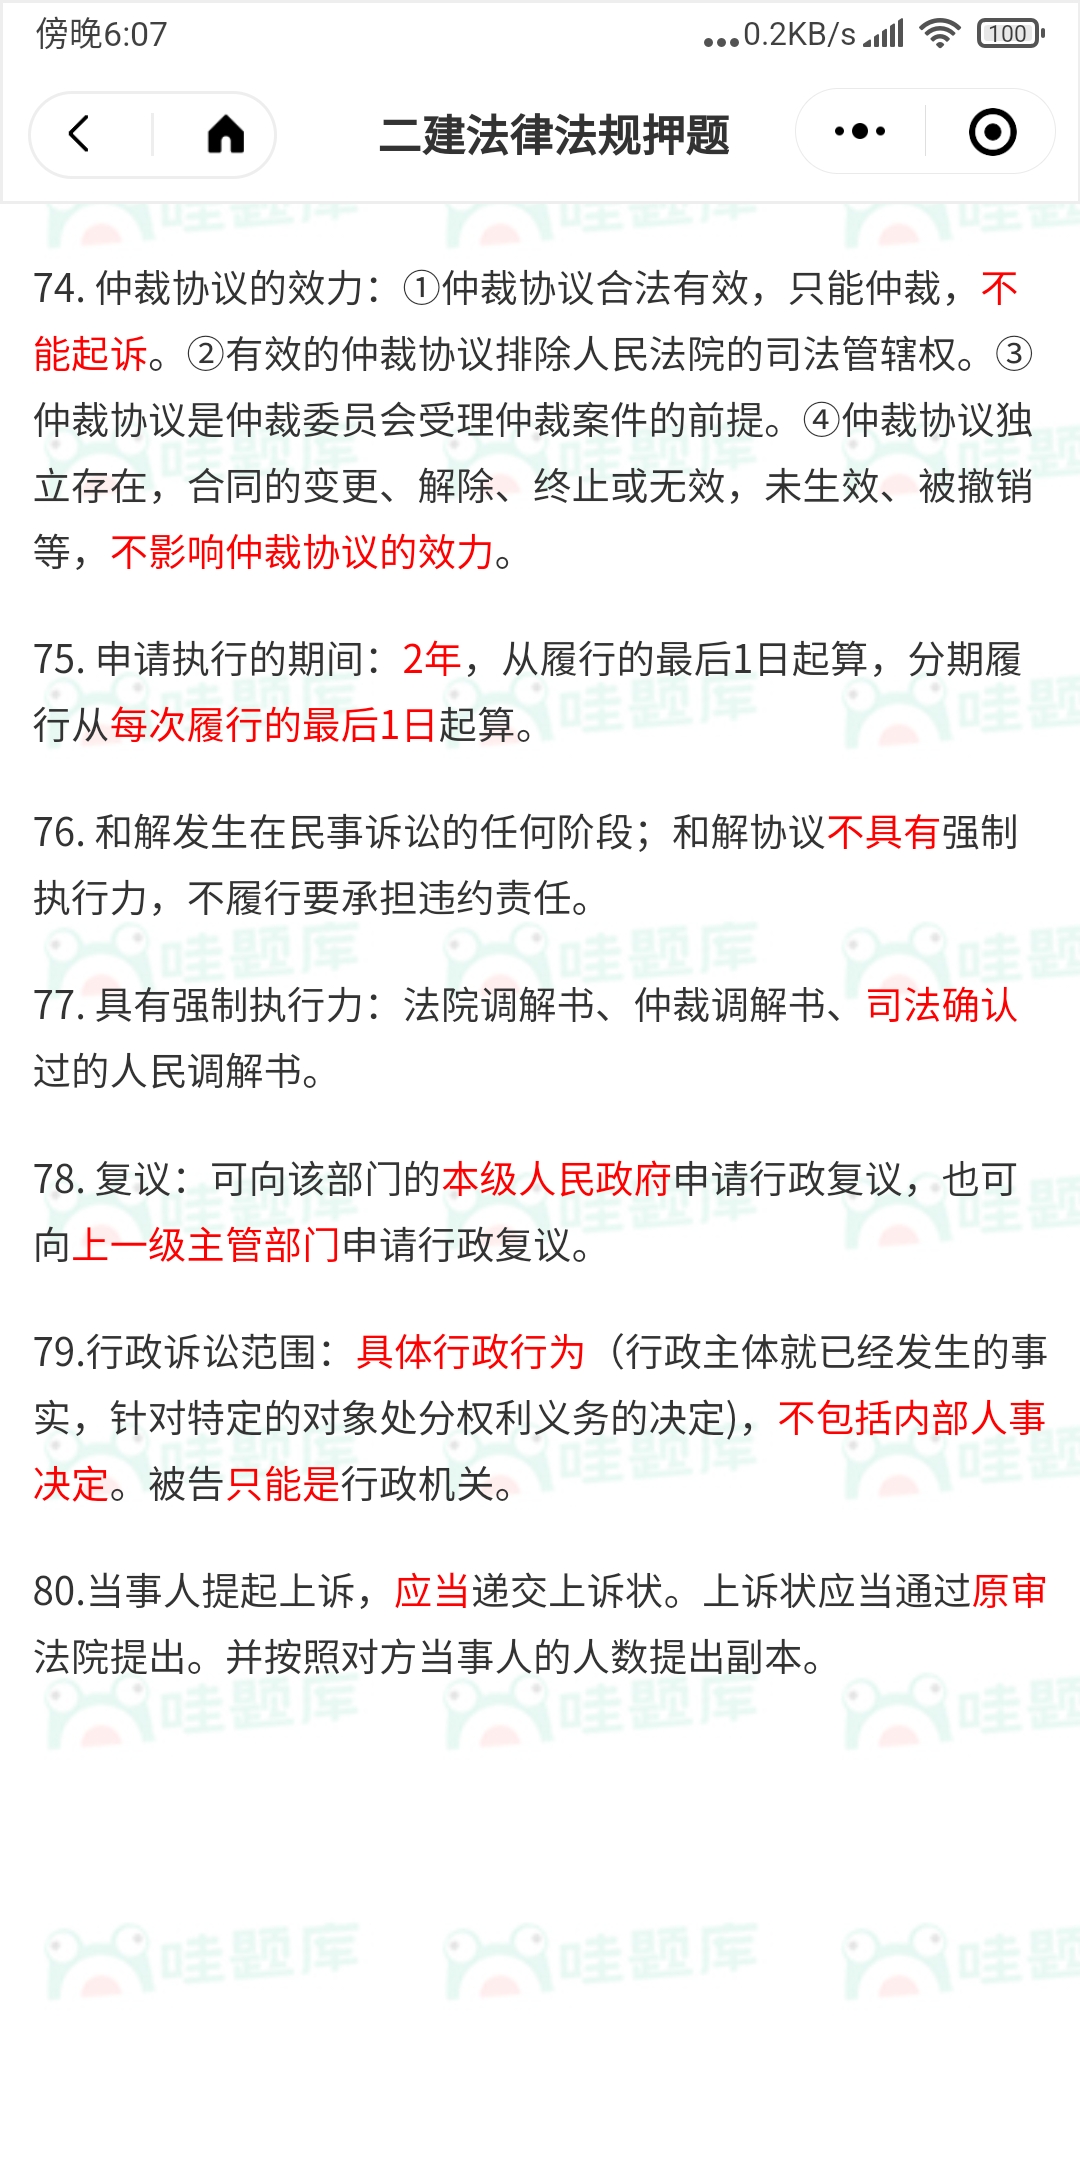 傍晚6:07
...0.2KB/s
100
二建法律法规押题
74. 仲裁协议的效力：①仲裁协议合法有效，只能仲裁，不
能起诉。②有效的仲裁协议排除人民法院的司法管辖权。③
仲裁协议是仲裁委员会受理仲裁案件的前提。④仲裁协议独
立存在，合同的变更、解除、终止或无效，未生效、被撤销
等，不影响仲裁协议的效力。
75. 申请执行的期间：2年，从履行的最后1日起算，分期履
行从每次履行的最后1日起算。
76. 和解发生在民事诉讼的任何阶段；和解协议不具有强制
执行力，不履行要承担违约责任。
77. 具有强制执行力：法院调解书、仲裁调解书、司法确认
过的人民调解书。
78. 复议：可向该部门的本级人民政府申请行政复议，也可
向上一级主管部门申请行政复议。
79.行政诉讼范围：具体行政行为（行政主体就已经发生的事
实，针对特定的对象处分权利义务的决定)，不包括内部人事
决定。被告只能是行政机关。
80.当事人提起上诉，应当递交上诉状。上诉状应当通过原审
法院提出。并按照对方当事人的人数提出副本。
哇题库